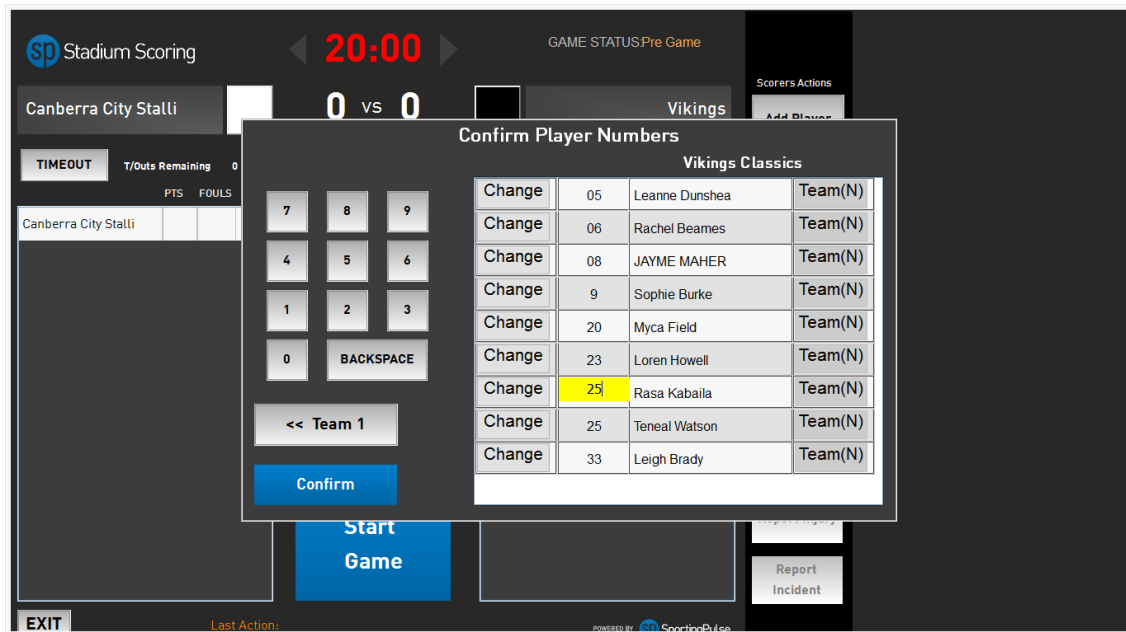 sp Stadium Scoring
20:00
GAME STATUS:Pre Game
Scorers Actions
Canberra City Stalli
0 vs 0
Vikings
Add Player
Confirm Player Numbers
TIMEOUT T/Outs Remaining 0
Vikings Classics
PTS FOULS
Canberra City Stalli
7 8 9
4 5 6
1 2 3
0 BACKSPACE
<< Team 1
Confirm
Change 05 Leanne Dunshea Team(N)
Change 06 Rachel Beames Team(N)
Change 08 JAYME MAHER Team(N)
Change 9 Sophie Burke Team(N)
Change 20 Myca Field Team(N)
Change 23 Loren Howell Team(N)
Change 25 Rasa Kabaila Team(N)
Change 25 Teneal Watson Team(N)
Change 33 Leigh Brady Team(N)
Start
Game
Report Injury
Report
Incident
EXIT
Last Action:
POWERED BY sp SportingPulse